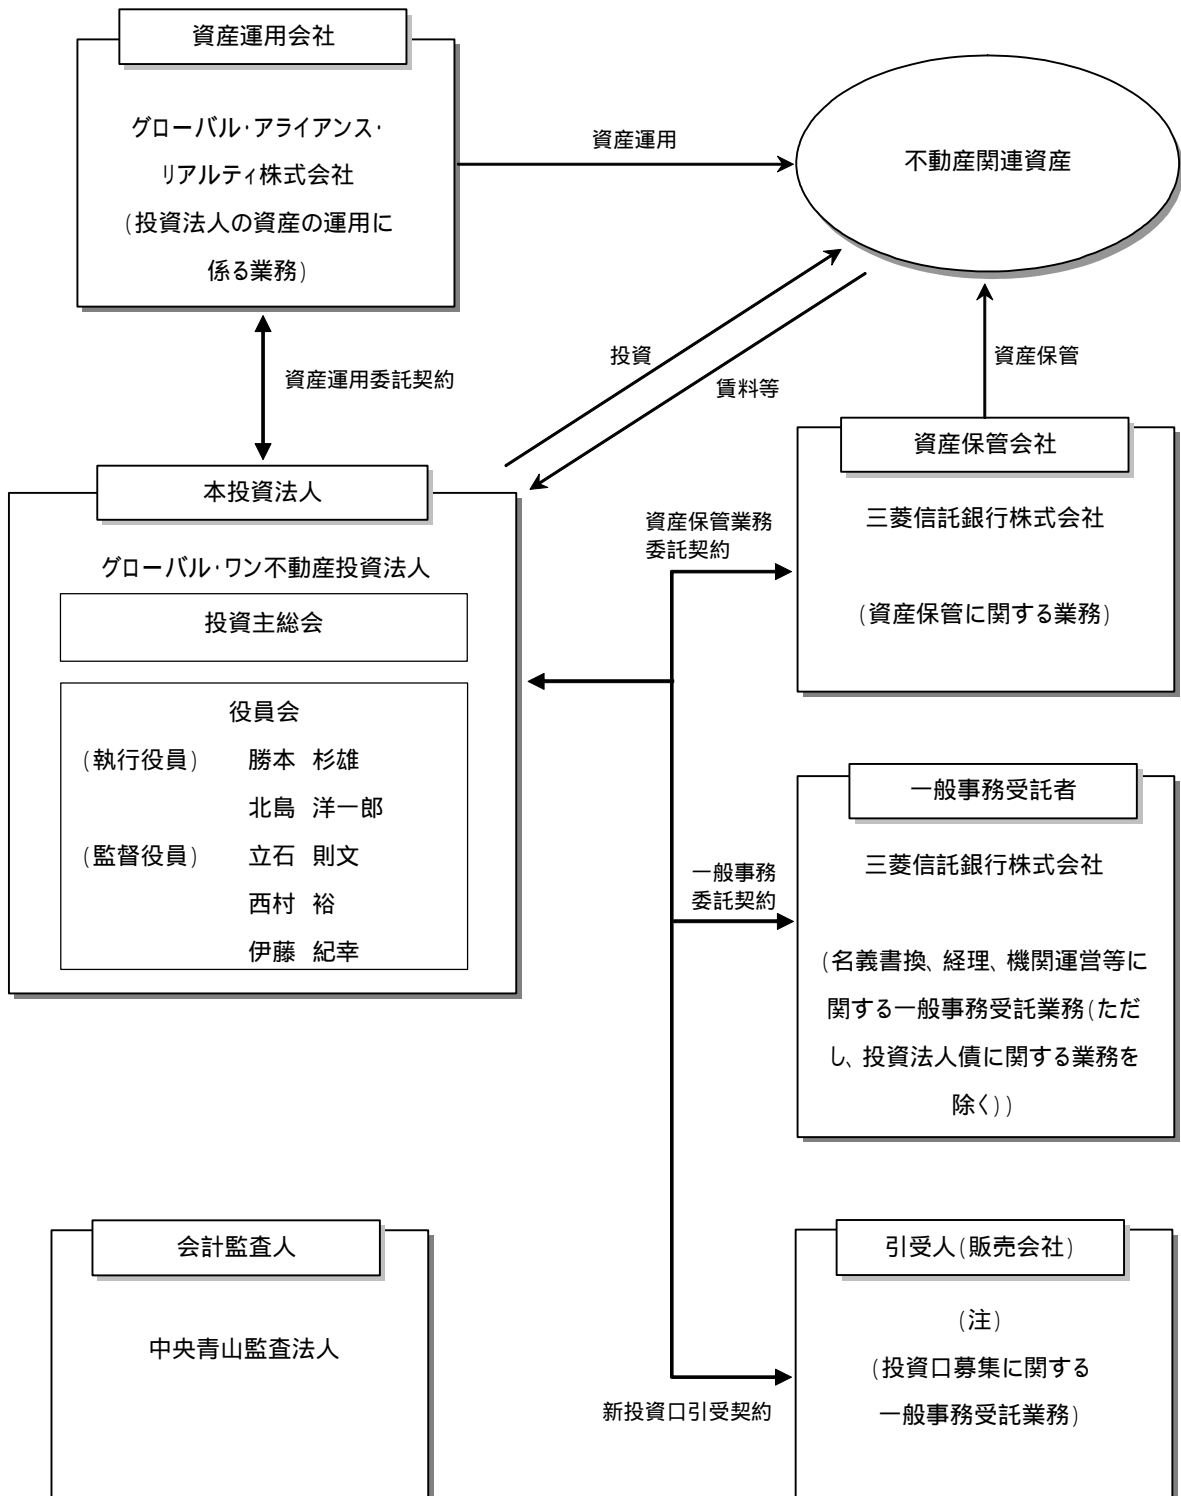 資産運用会社
グローバル・アライアンス・
リアルティ株式会社
(投資法人の資産の運用に
係る業務)
資産運用
不動産関連資産
資産運用委託契約
投資
賃料等
資産保管
本投資法人
グローバル・ワン不動産投資法人
投資主総会
役員会
(執行役員) 勝本 杉雄
北島 洋一郎
(監督役員) 立石 則文
西村 裕
伊藤 紀幸
資産保管業務
委託契約
資産保管会社
三菱信託銀行株式会社
(資産保管に関する業務)
一般事務
委託契約
一般事務受託者
三菱信託銀行株式会社
(名義書換、経理、機関運営等に
関する一般事務受託業務(ただ
し、投資法人債に関する業務を
除く))
会計監査人
中央青山監査法人
新投資口引受契約
引受人(販売会社)
(注)
(投資口募集に関する
一般事務受託業務)